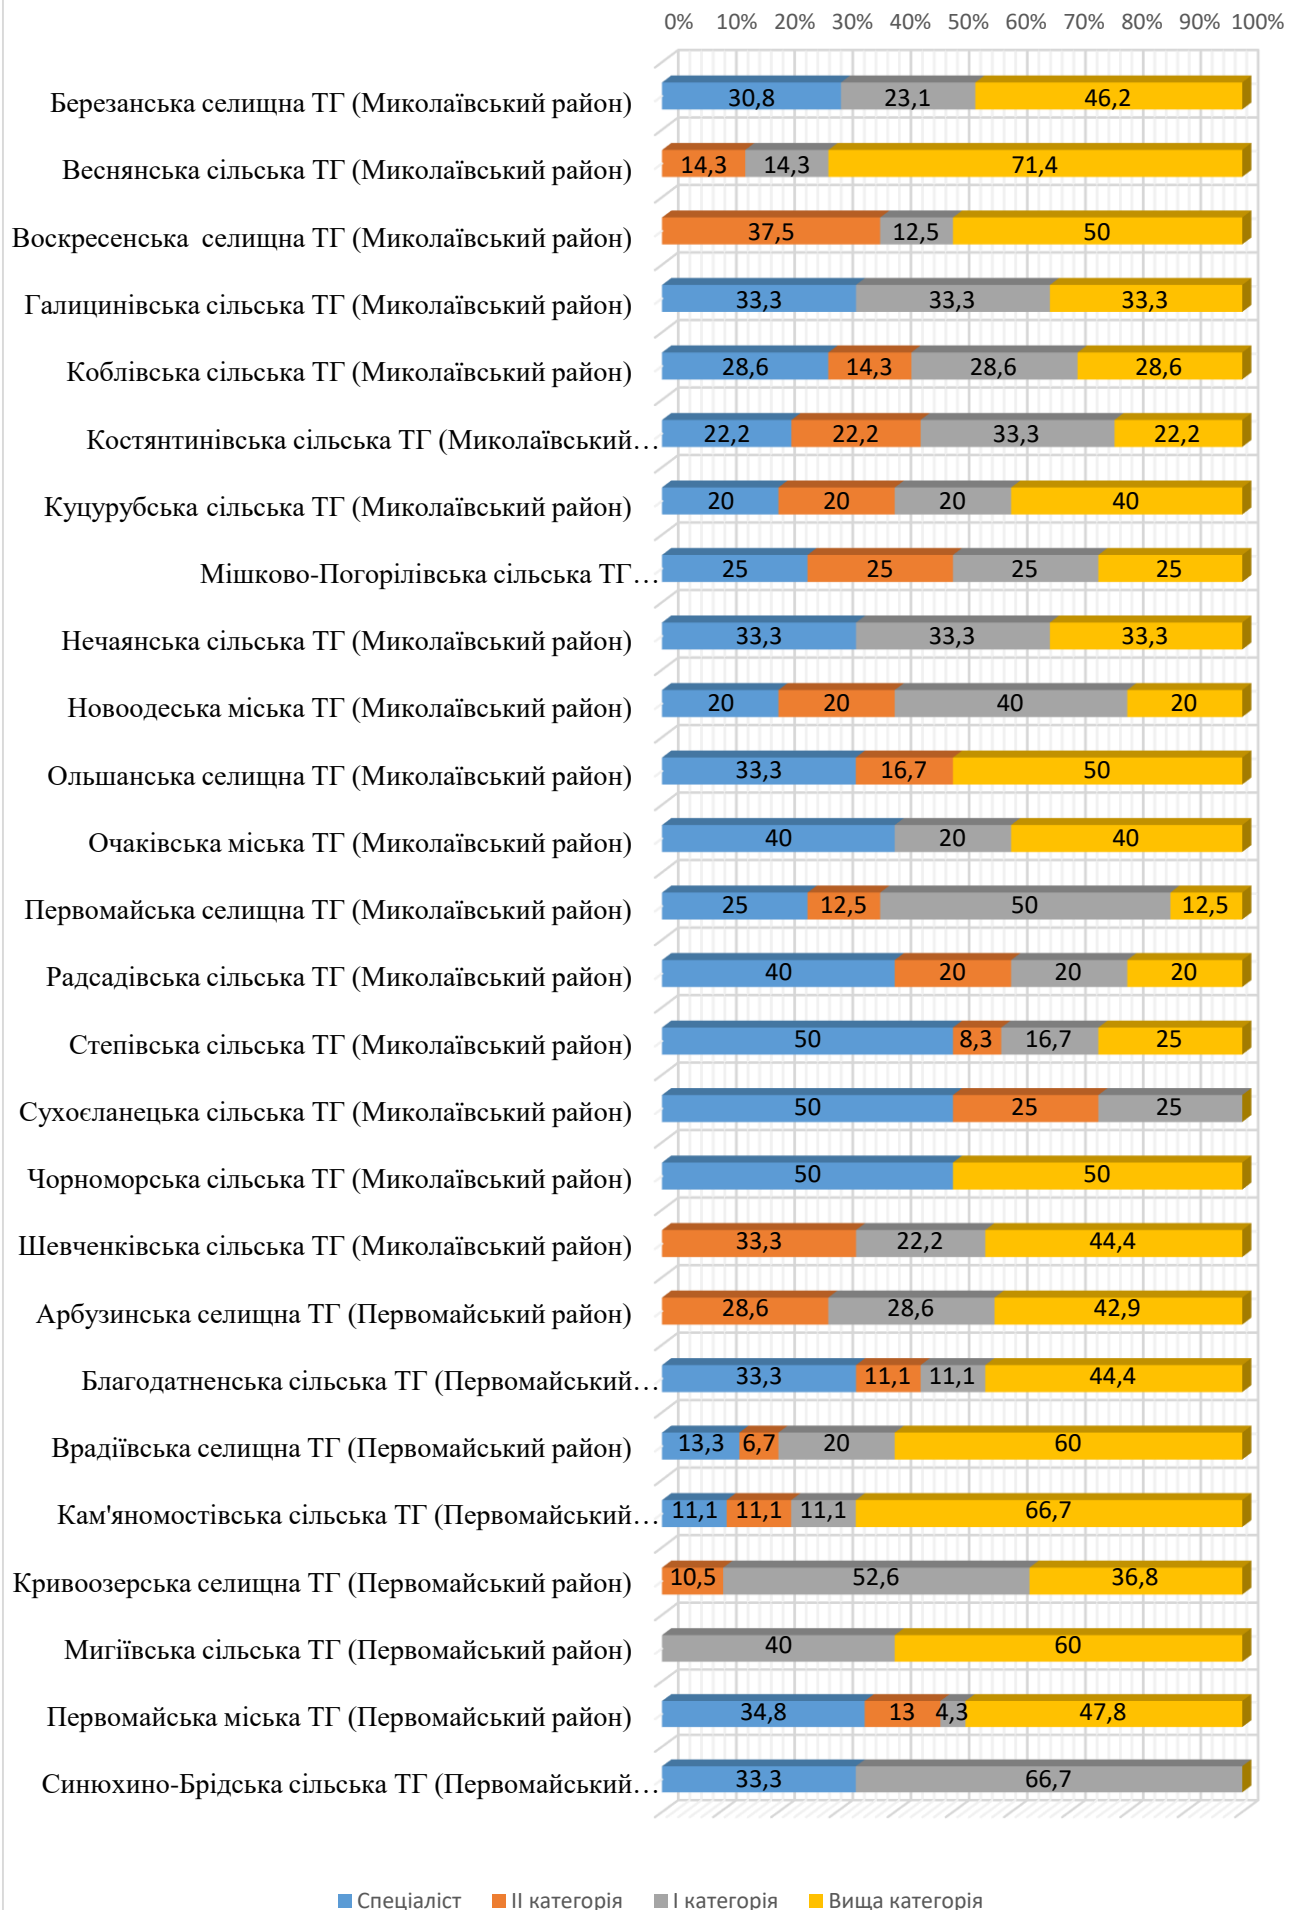 0% 10% 20% 30% 40% 50% 60% 70% 80% 90% 100%
Березанська селищна ТГ (Миколаївський район) 30,8 23,1 46,2
Веснянська сільська ТГ (Миколаївський район) 14,3 14,3 71,4
Воскресенська селищна ТГ (Миколаївський район) 37,5 12,5 50
Галицинівська сільська ТГ (Миколаївський район) 33,3 33,3 33,3
Коблівська сільська ТГ (Миколаївський район) 28,6 14,3 28,6 28,6
Костянтинівська сільська ТГ (Миколаївський… 22,2 22,2 33,3 22,2
Куцурубська сільська ТГ (Миколаївський район) 20 20 20 40
Мішково-Погорілівська сільська ТГ… 25 25 25 25
Нечаянська сільська ТГ (Миколаївський район) 33,3 33,3 33,3
Новоодеська міська ТГ (Миколаївський район) 20 20 40 20
Ольшанська селищна ТГ (Миколаївський район) 33,3 16,7 50
Очаківська міська ТГ (Миколаївський район) 40 20 40
Первомайська селищна ТГ (Миколаївський район) 25 12,5 50 12,5
Радсадівська сільська ТГ (Миколаївський район) 40 20 20 20
Степівська сільська ТГ (Миколаївський район) 50 8,3 16,7 25
Сухоєланецька сільська ТГ (Миколаївський район) 50 25 25
Чорноморська сільська ТГ (Миколаївський район) 50 50
Шевченківська сільська ТГ (Миколаївський район) 33,3 22,2 44,4
Арбузинська селищна ТГ (Первомайський район) 28,6 28,6 42,9
Благодатненська сільська ТГ (Первомайський… 33,3 11,1 11,1 44,4
Врадіївська селищна ТГ (Первомайський район) 13,3 6,7 20 60
Кам'яномостівська сільська ТГ (Первомайський… 11,1 11,1 11,1 66,7
Кривоозерська селищна ТГ (Первомайський район) 10,5 52,6 36,8
Мигіївська сільська ТГ (Первомайський район) 40 60
Первомайська міська ТГ (Первомайський район) 34,8 13 4,3 47,8
Синюхино-Брідська сільська ТГ (Первомайський… 33,3 66,7
Спеціаліст ІІ категорія І категорія Вища категорія